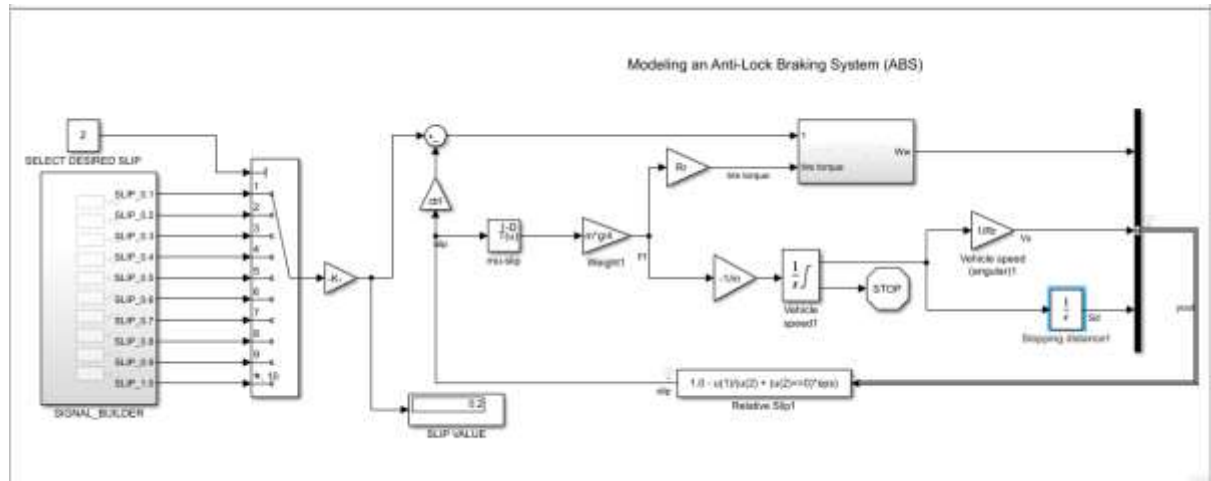 Modeling an Anti-Lock Braking System (ABS)
2
SELECT DESIRED SLIP
SLIP_0.1
SLIP_0.2
SLIP_0.3
SLIP_0.4
SLIP_0.5
SLIP_0.6
SLIP_0.7
SLIP_0.8
SLIP_0.9
SLIP_1.0
SIGNAL_BUILDER
1
2
3
4
5
6
7
8
9
*, 10
-K-
0.2
SLIP VALUE
ctrl
slip
mu-slip
m*g/4
Weight1
Ff
Rr
tire torque
1
tire torque
Ww
-1/m
1
s
Vehicle
speed1
STOP
1/Rr
Vs
Vehicle speed
(angular)1
1
s
Sd
Stopping distance1
yout
slip
1.0 - u(1)/(u(2) + (u(2)==0)*eps)
Relative Slip1